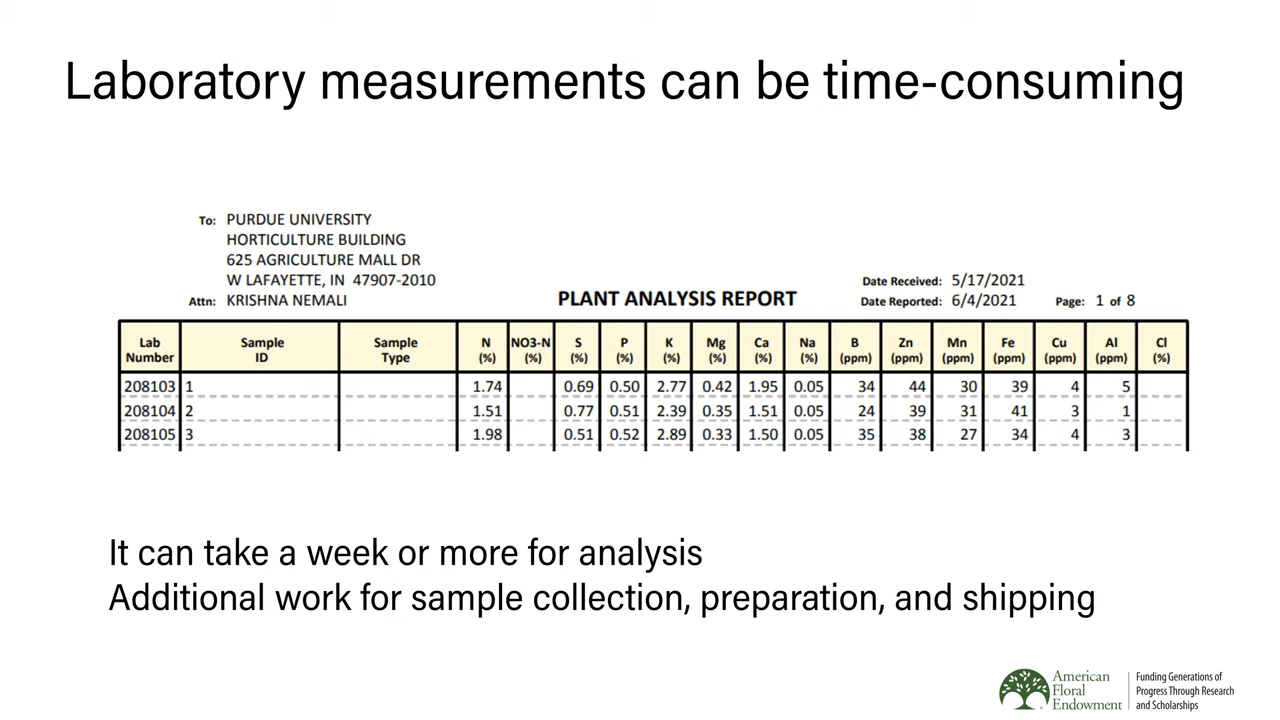 Laboratory measurements can be time-consuming
To: PURDUE UNIVERSITY
HORTICULTURE BUILDING
625 AGRICULTURE MALL DR
W LAFAYETTE, IN 47907-2010
Attn: KRISHNA NEMALI
PLANT ANALYSIS REPORT
Date Received: 5/17/2021
Date Reported: 6/4/2021 Page: 1 of 8
Lab Number Sample ID Sample Type N (%) NO3-N (%) S (%) P (%) K (%) Mg (%) Ca (%) Na (%) B (ppm) Zn (ppm) Mn (ppm) Fe (ppm) Cu (ppm) Al (ppm) Cl (%)
208103 1 1.74 0.69 0.50 2.77 0.42 1.95 0.05 34 44 30 39 4 5
208104 2 1.51 0.77 0.51 2.39 0.35 1.51 0.05 24 39 31 41 3 1
208105 3 1.98 0.51 0.52 2.89 0.33 1.50 0.05 35 38 27 34 4 3
It can take a week or more for analysis
Additional work for sample collection, preparation, and shipping
American
Floral
Endowment
Funding Generations of
Progress Through Research
and Scholarships